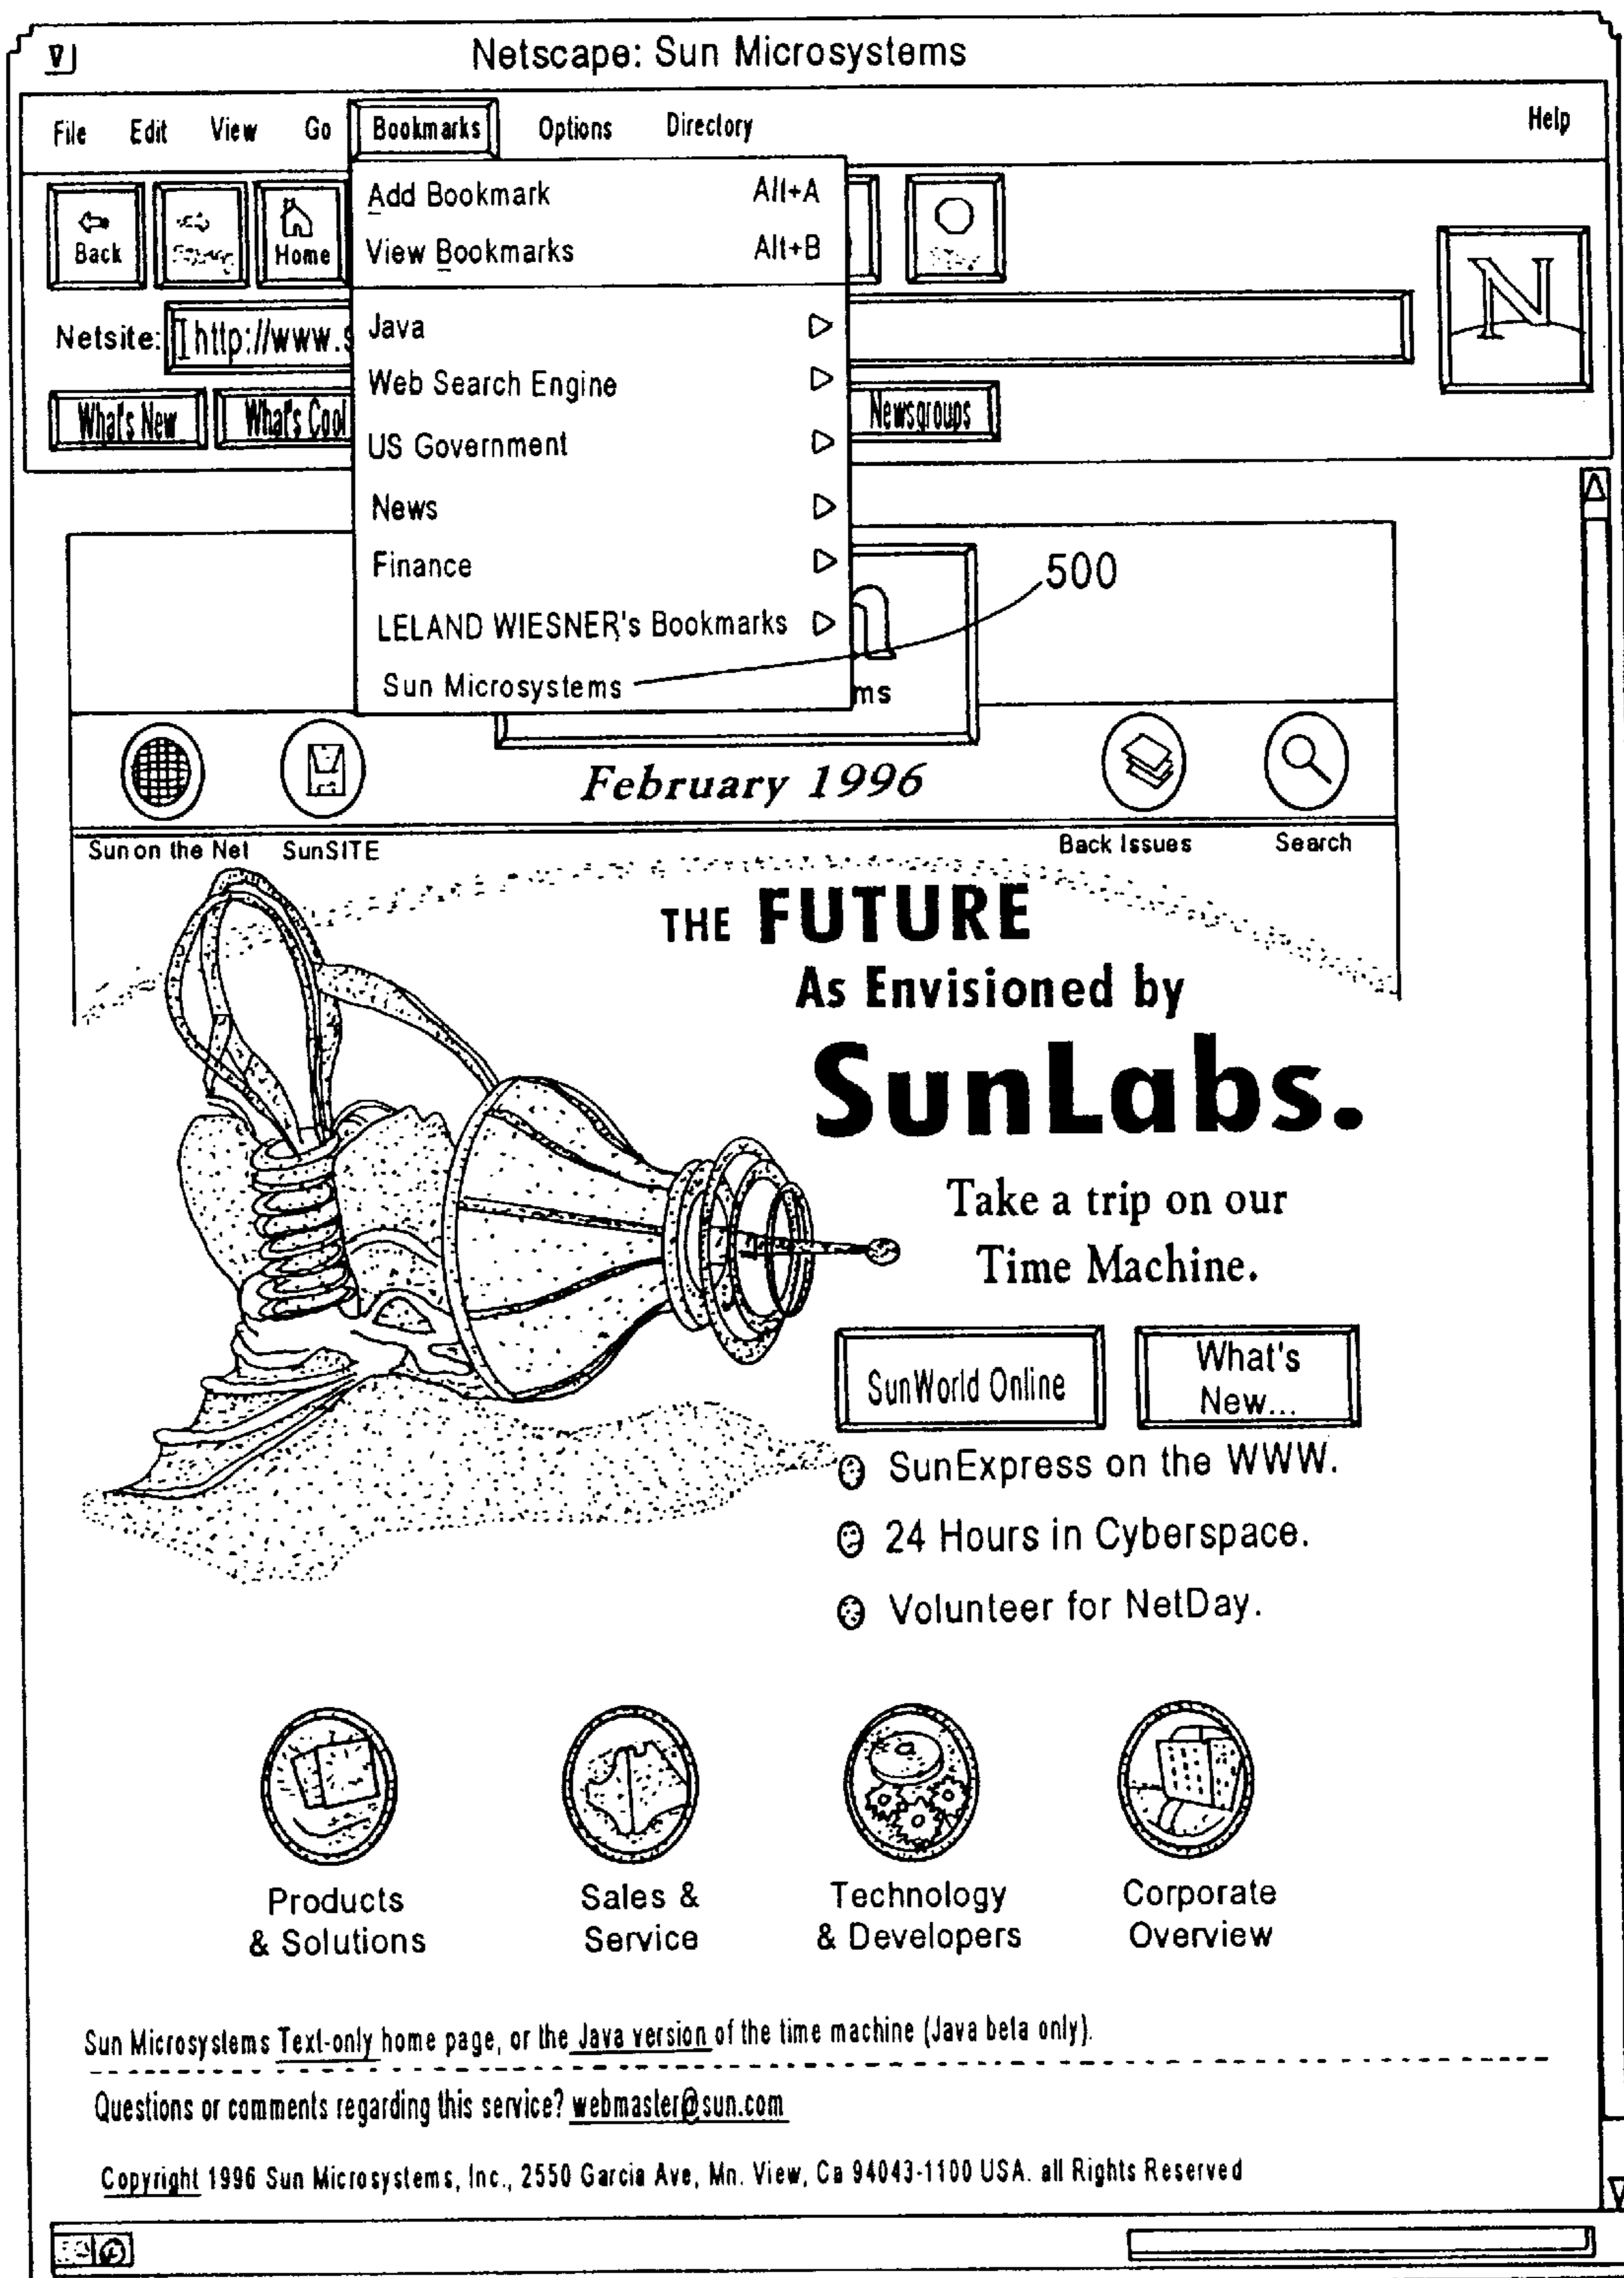 Netscape: Sun Microsystems
File Edit View Go Bookmarks Options Directory Help
Add Bookmark Alt+A
View Bookmarks Alt+B
Back Home
Netsite: http://www.s
Java
Web Search Engine
What's New What's Cool Newsgroups
US Government
News
Finance
500
LELAND WIESNER's Bookmarks
Sun Microsystems
ms
February 1996
Sun on the Net SunSITE Back Issues Search
THE FUTURE
As Envisioned by
SunLabs.
Take a trip on our
Time Machine.
SunWorld Online
What's
New...
SunExpress on the WWW.
24 Hours in Cyberspace.
Volunteer for NetDay.
Products
& Solutions
Sales &
Service
Technology
& Developers
Corporate
Overview
Sun Microsystems Text-only home page, or the Java version of the time machine (Java beta only).
Questions or comments regarding this service? webmaster@sun.com
Copyright 1996 Sun Microsystems, Inc., 2550 Garcia Ave, Mn. View, Ca 94043-1100 USA. all Rights Reserved